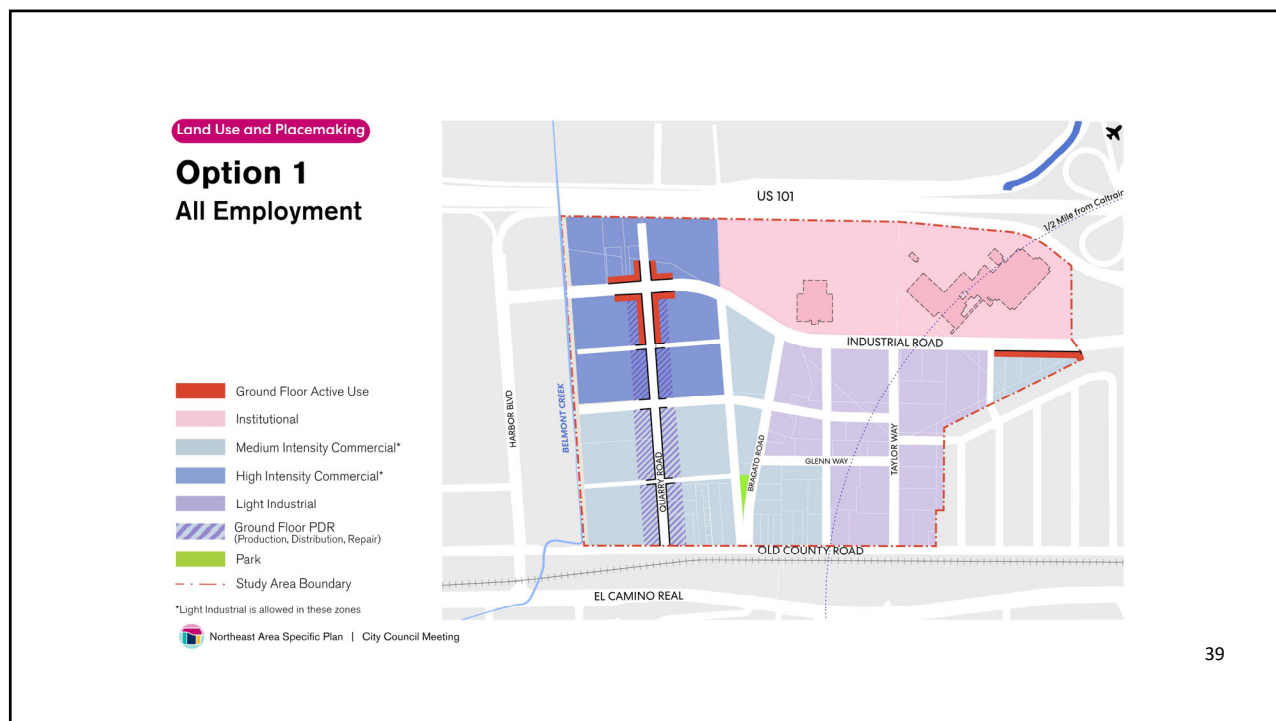 Land Use and Placemaking
Option 1
All Employment
Ground Floor Active Use
Institutional
Medium Intensity Commercial*
High Intensity Commercial*
Light Industrial
Ground Floor PDR
(Production, Distribution, Repair)
Park
Study Area Boundary
*Light Industrial is allowed in these zones
Northeast Area Specific Plan | City Council Meeting
US 101
1/2 Mile from Caltrain
HARBOR BLVD
BELMONT CREEK
INDUSTRIAL ROAD
QUARRY ROAD
BRAGATO ROAD
GLENN WAY
TAYLOR WAY
OLD COUNTY ROAD
EL CAMINO REAL
39